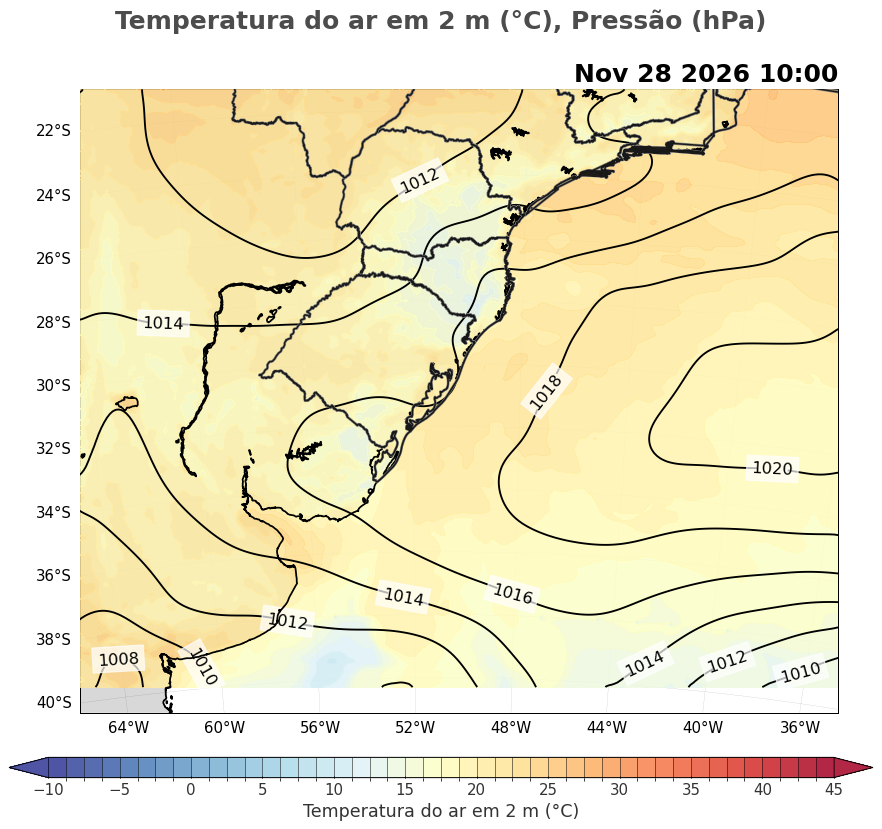 Temperatura do ar em 2 m (°C), Pressão (hPa)
Nov 28 2026 10:00
22°S
24°S
26°S
28°S
30°S
32°S
34°S
36°S
38°S
40°S
1012
1014
1018
1020
1016
1014
1012
1014
1012
1010
1008
1010
64°W 60°W 56°W 52°W 48°W 44°W 40°W 36°W
−10 −5 0 5 10 15 20 25 30 35 40 45
Temperatura do ar em 2 m (°C)